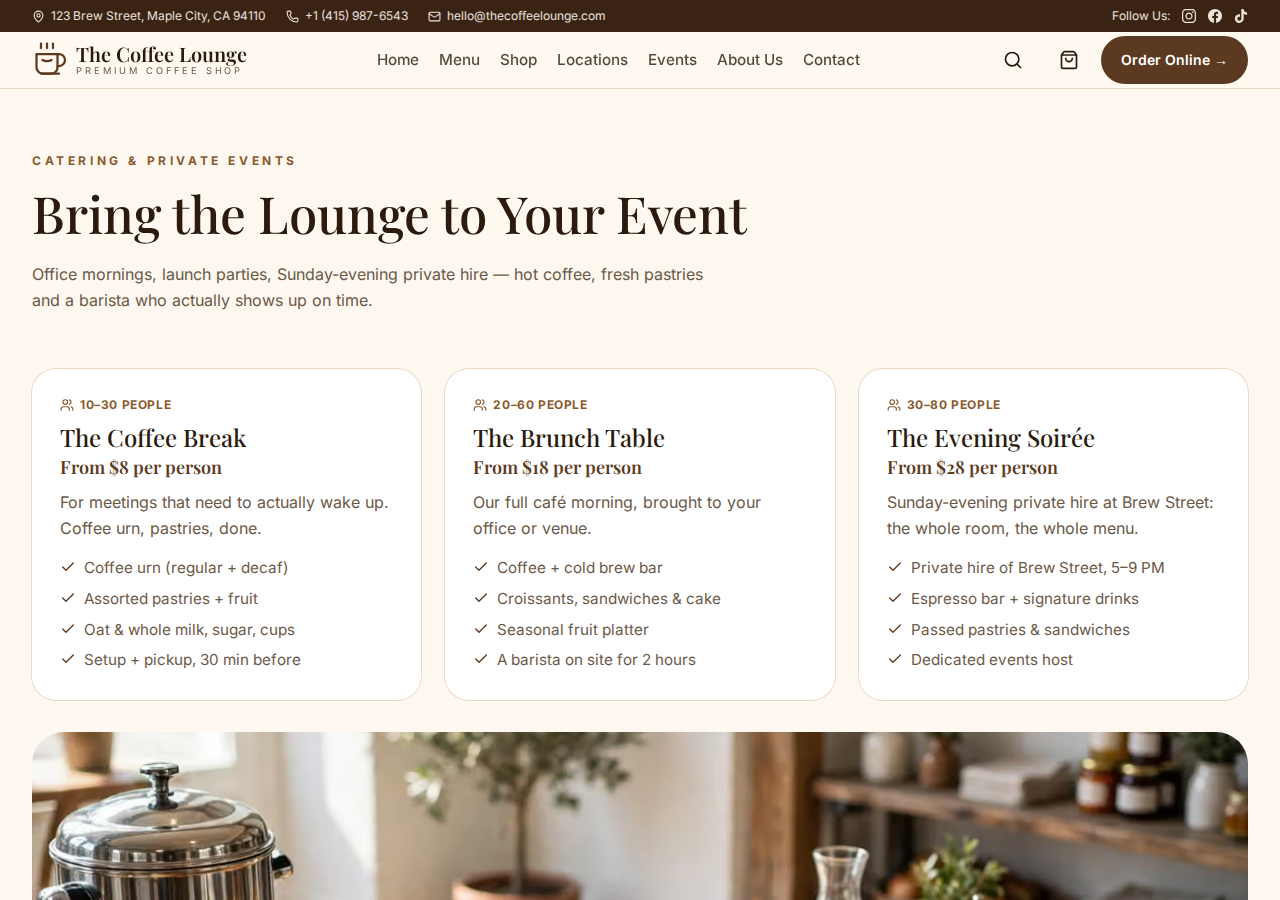 123 Brew Street, Maple City, CA 94110
+1 (415) 987-6543
hello@thecoffeelounge.com
Follow Us:
The Coffee Lounge
PREMIUM COFFEE SHOP
Home
Menu
Shop
Locations
Events
About Us
Contact
Order Online →
CATERING & PRIVATE EVENTS
Bring the Lounge to Your Event
Office mornings, launch parties, Sunday-evening private hire — hot coffee, fresh pastries
and a barista who actually shows up on time.
10–30 PEOPLE
The Coffee Break
From $8 per person
For meetings that need to actually wake up.
Coffee urn, pastries, done.
Coffee urn (regular + decaf)
Assorted pastries + fruit
Oat & whole milk, sugar, cups
Setup + pickup, 30 min before
20–60 PEOPLE
The Brunch Table
From $18 per person
Our full café morning, brought to your
office or venue.
Coffee + cold brew bar
Croissants, sandwiches & cake
Seasonal fruit platter
A barista on site for 2 hours
30–80 PEOPLE
The Evening Soirée
From $28 per person
Sunday-evening private hire at Brew Street:
the whole room, the whole menu.
Private hire of Brew Street, 5–9 PM
Espresso bar + signature drinks
Passed pastries & sandwiches
Dedicated events host